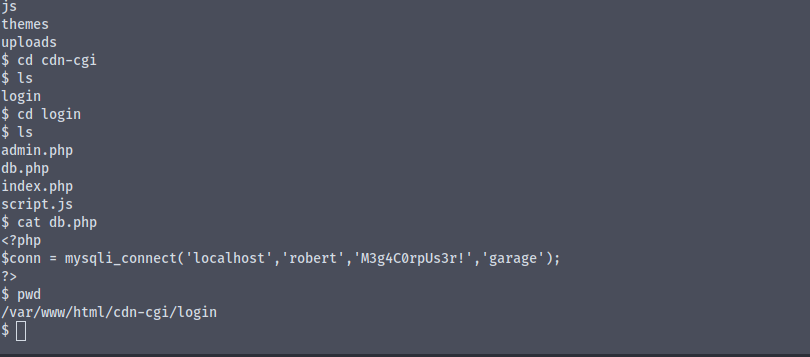 js
themes
uploads
$ cd cdn-cgi
$ ls
login
$ cd login
$ ls
admin.php
db.php
index.php
script.js
$ cat db.php
<?php
$conn = mysqli_connect('localhost','robert','M3g4C0rpUs3r!','garage');
?>
$ pwd
/var/www/html/cdn-cgi/login
$